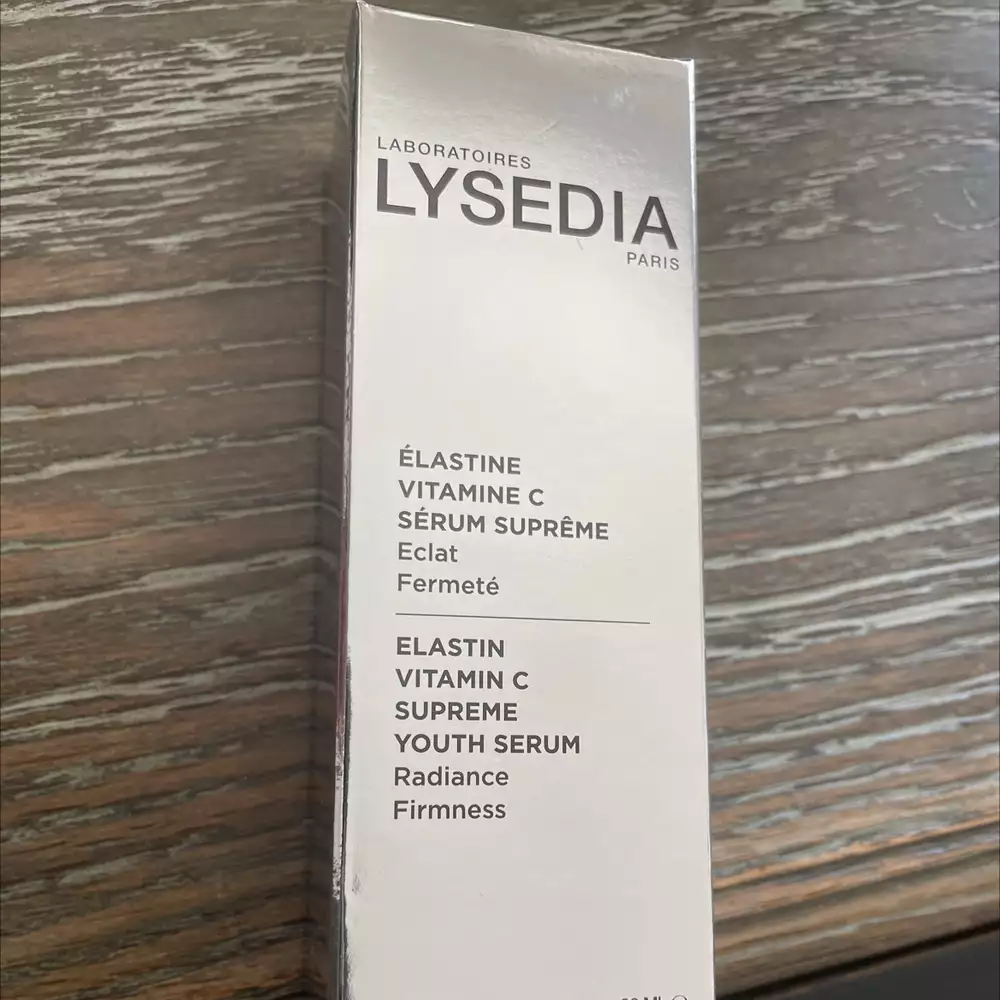 LABORATOIRES
LYSEDIA
PARIS
ÉLASTINE
VITAMINE C
SÉRUM SUPRÊME
Eclat
Fermeté
ELASTIN
VITAMIN C
SUPREME
YOUTH SERUM
Radiance
Firmness